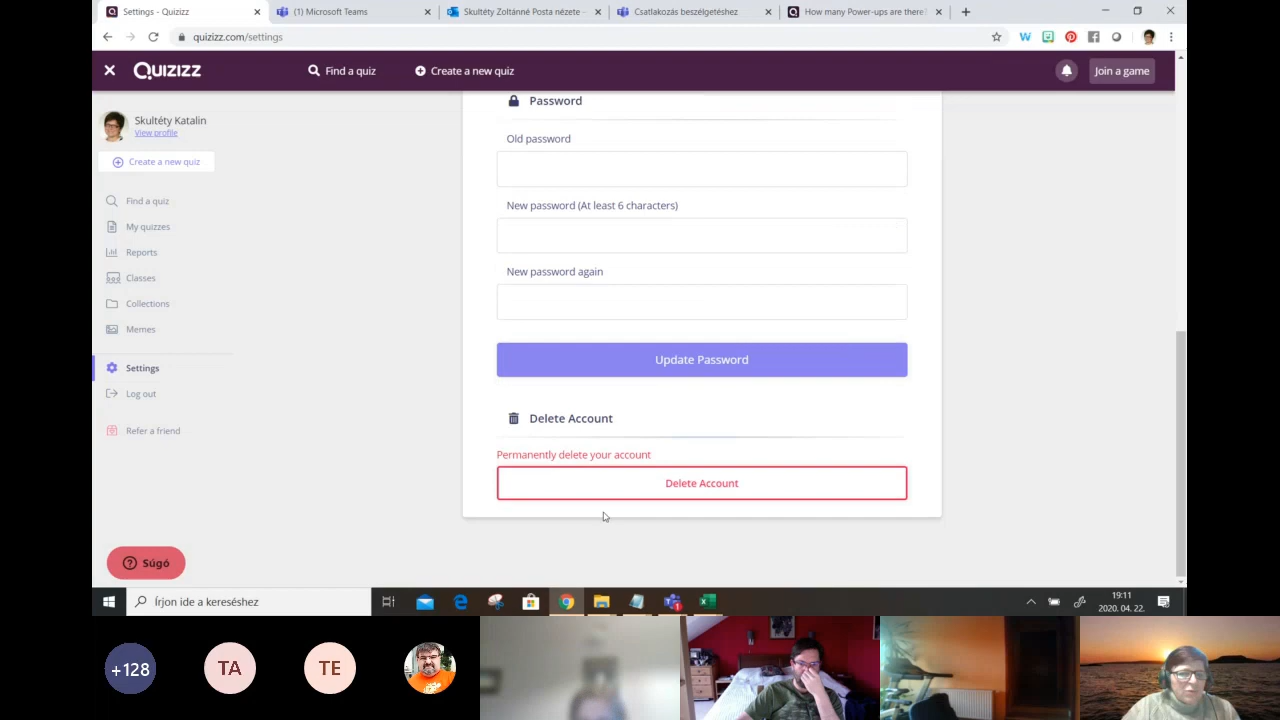 Settings - Quizizz
(1) Microsoft Teams
Skultéty Zoltánné Posta nézete -
Csatlakozás beszélgetéshez
How many Power-ups are there!
quizizz.com/settings
Quizizz
Find a quiz
Create a new quiz
Join a game
Skultéty Katalin
View profile
Create a new quiz
Find a quiz
My quizzes
Reports
Classes
Collections
Memes
Settings
Log out
Refer a friend
Password
Old password
New password (At least 6 characters)
New password again
Update Password
Delete Account
Permanently delete your account
Delete Account
Súgó
Írjon ide a kereséshez
19:11
2020. 04. 22.
+128
TA
TE